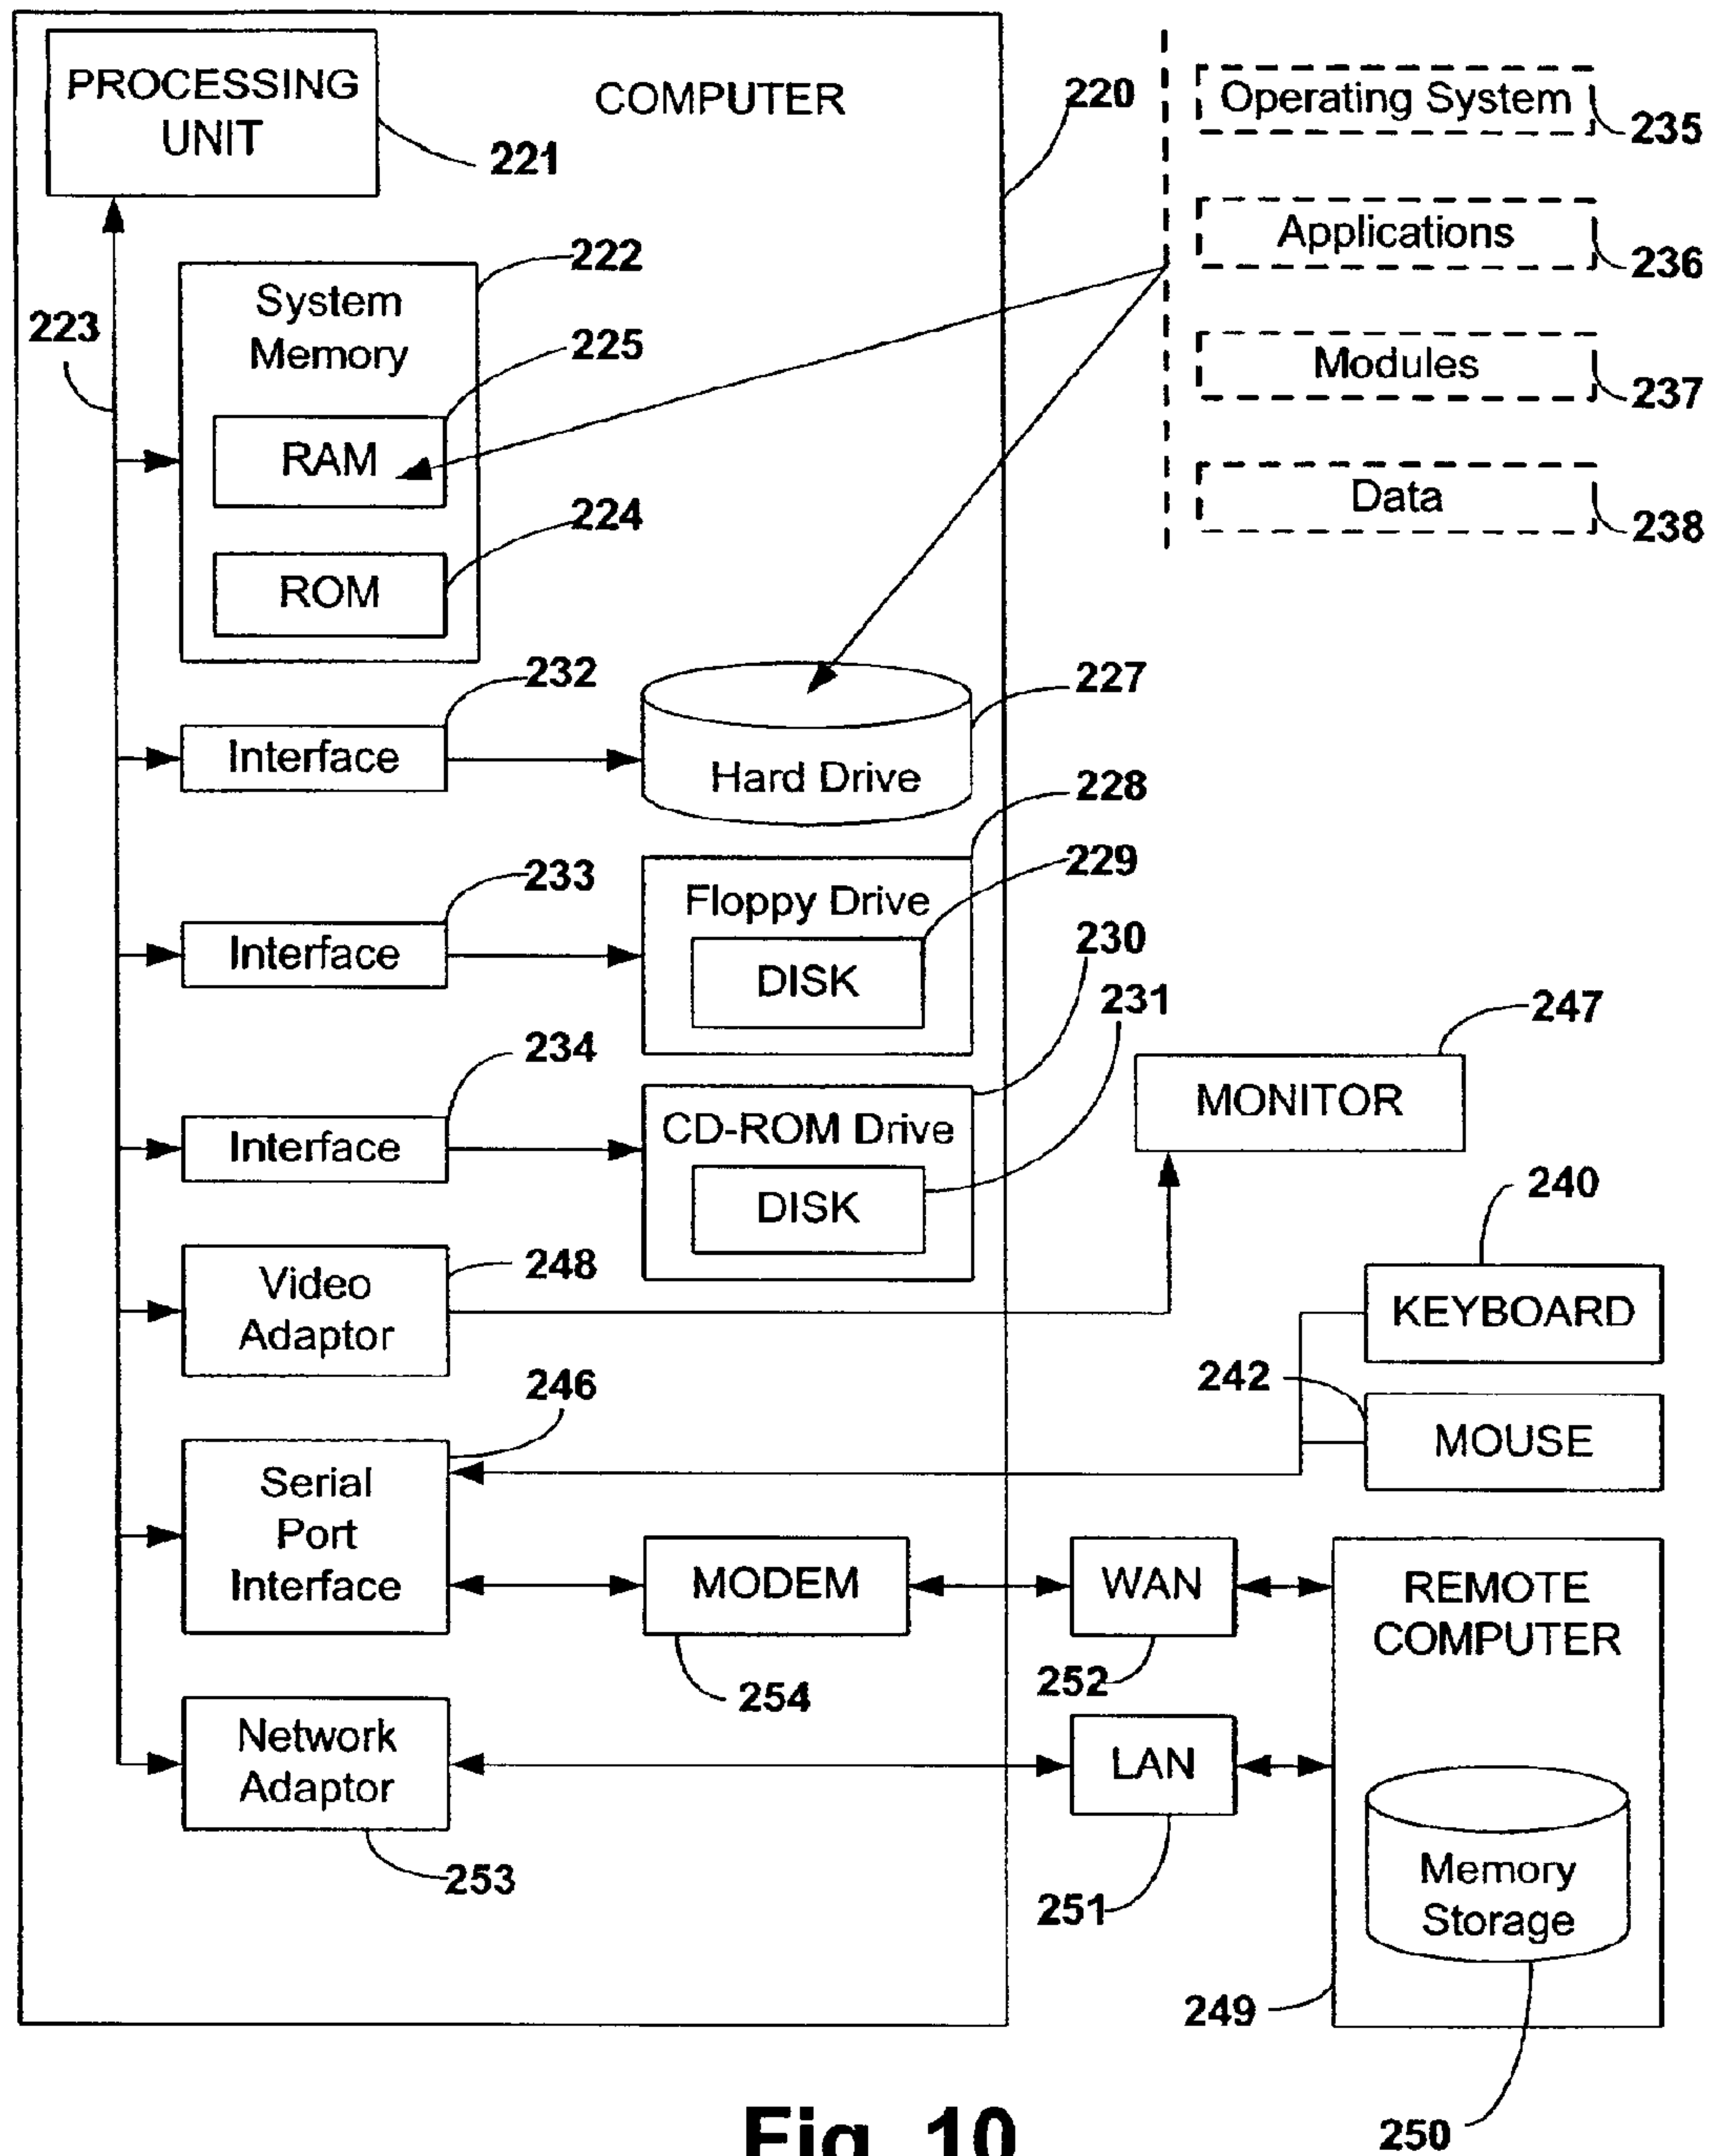 PROCESSING
UNIT
COMPUTER
220
221
Operating System
235
Applications
236
Modules
237
Data
238
222
System
Memory
223
225
RAM
224
ROM
232
Interface
227
Hard Drive
228
233
Interface
229
Floppy Drive
DISK
230
231
234
Interface
CD-ROM Drive
DISK
247
MONITOR
248
Video
Adaptor
240
KEYBOARD
242
MOUSE
246
Serial
Port
Interface
MODEM
254
WAN
252
REMOTE
COMPUTER
Network
Adaptor
253
LAN
251
Memory
Storage
249
250
Fig. 10